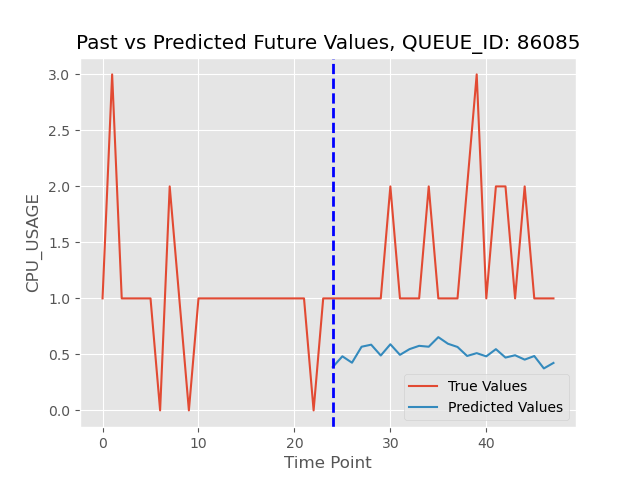 Past vs Predicted Future Values, QUEUE_ID: 86085
CPU_USAGE
3.0
2.5
2.0
1.5
1.0
0.5
0.0
0
10
20
30
40
Time Point
True Values
Predicted Values